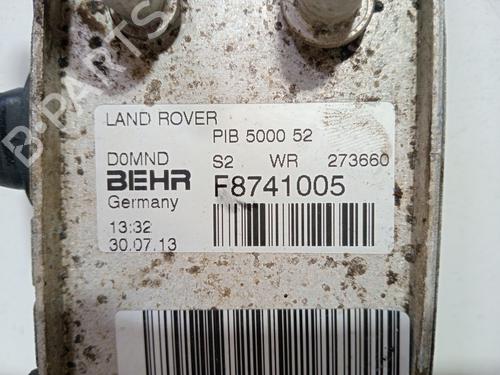 LAND ROVER
PIB 5000 52
D0MND S2 WR 273660
BEHR F8741005
Germany
13:32
30.07.13
B-PARTS